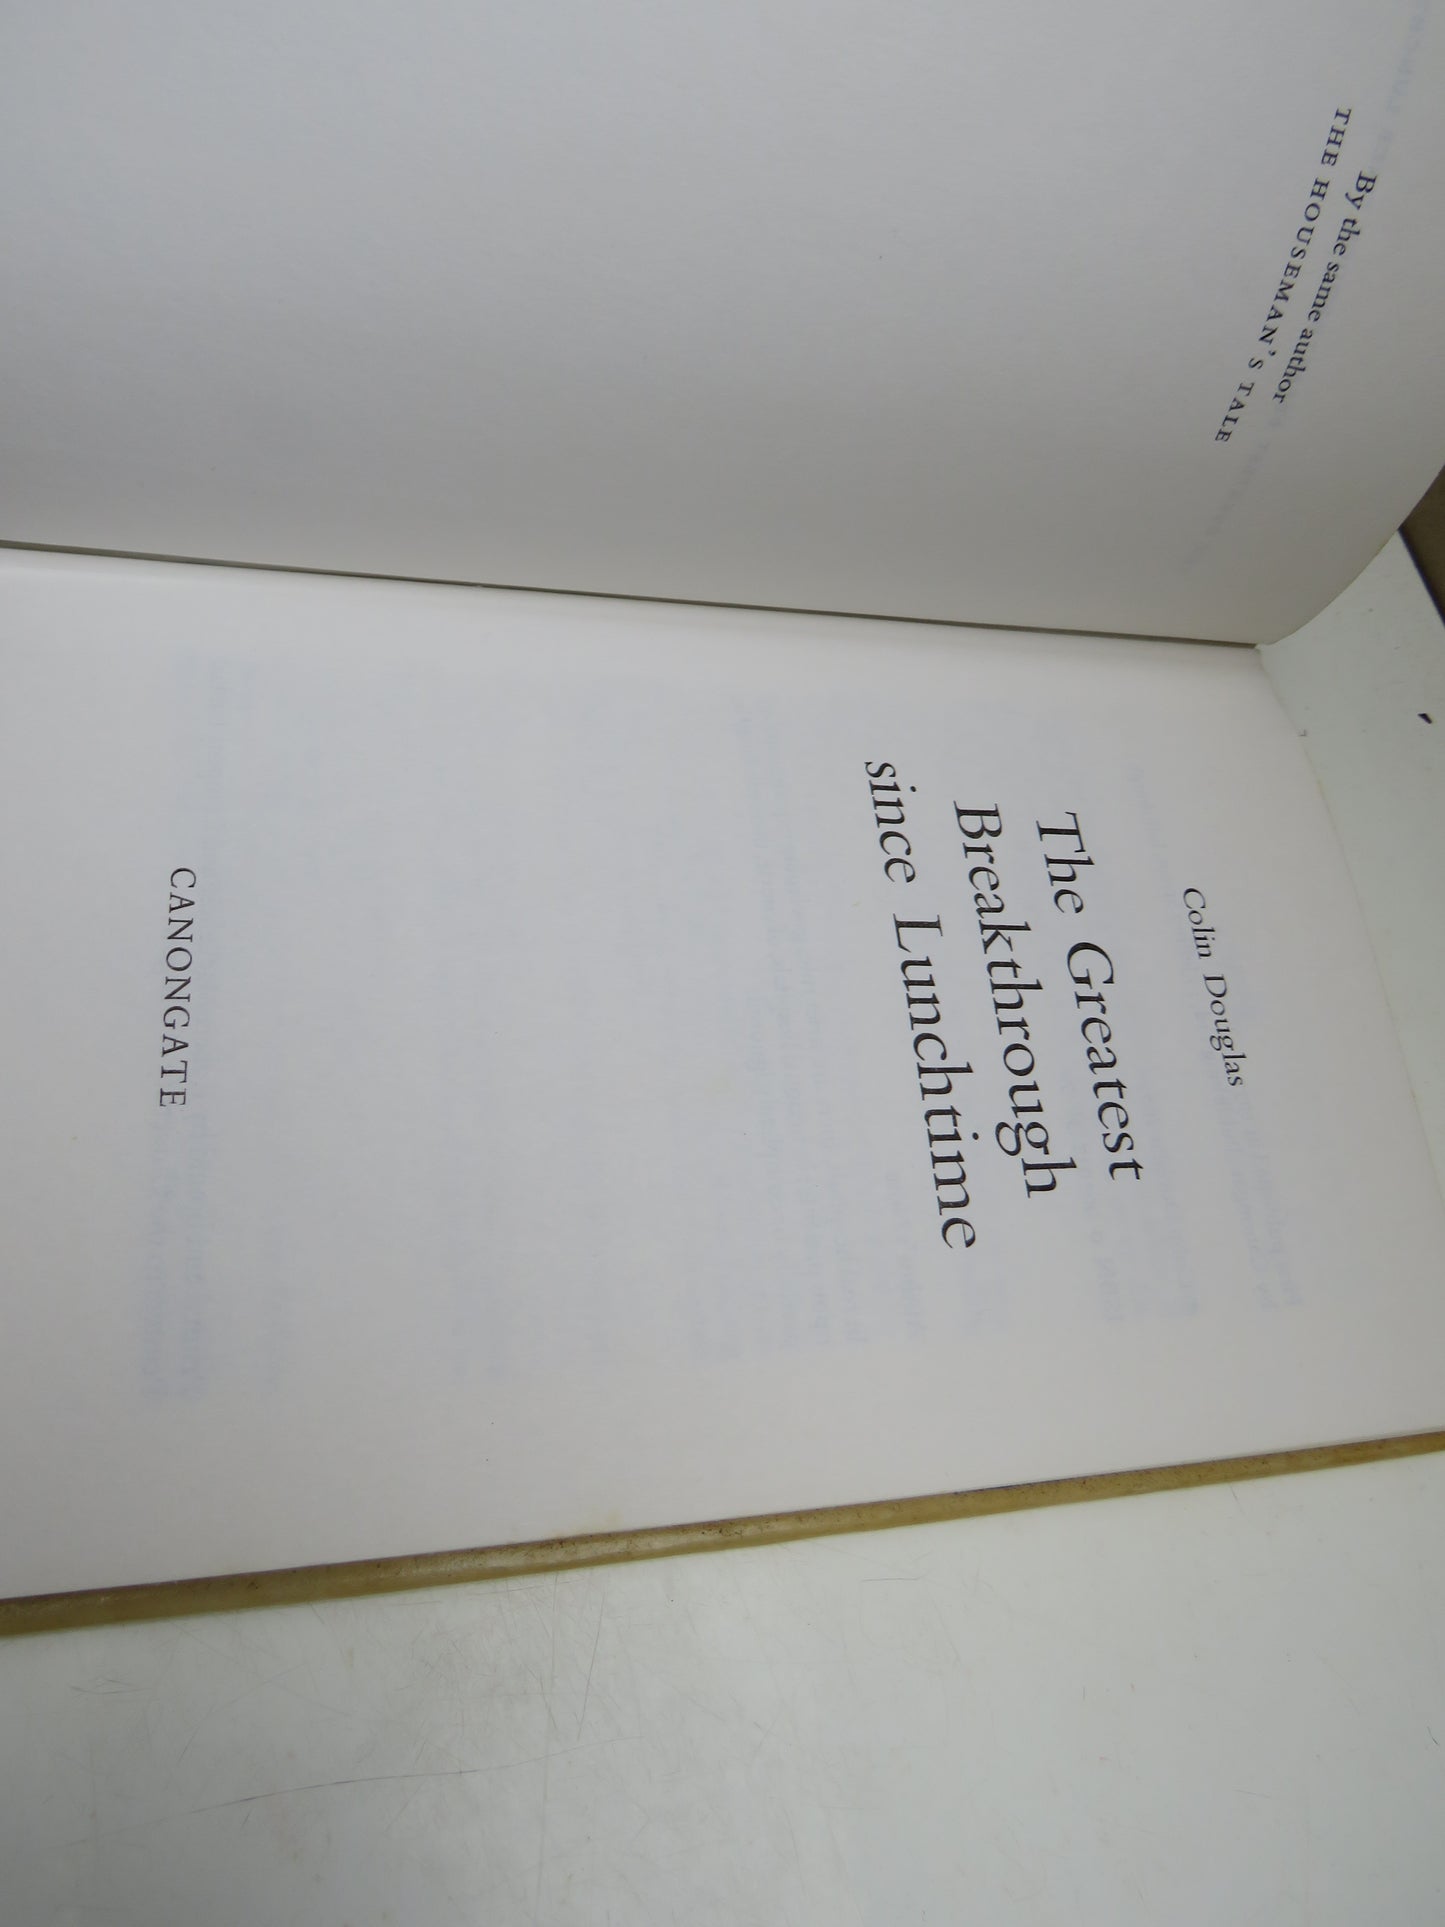 By the same author
THE HOUSEMAN'S TALE
Colin Douglas
The Greatest
Breakthrough
since Lunchtime
CANONGATE